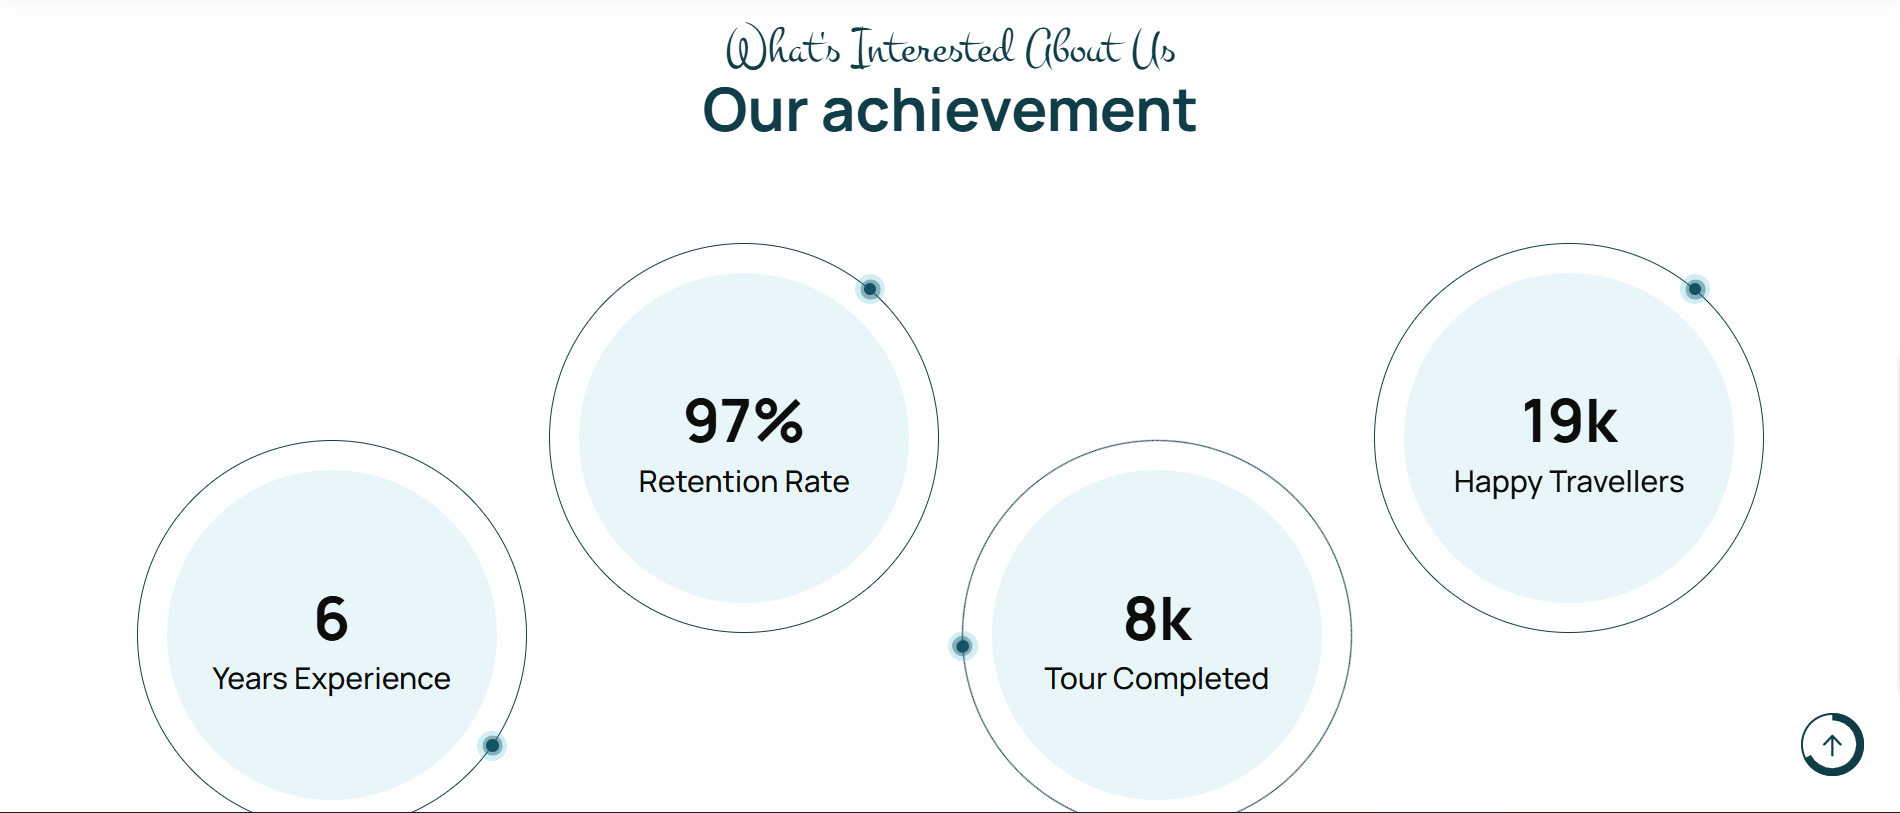 What's Interested About Us
Our achievement
97%
Retention Rate
19k
Happy Travellers
6
Years Experience
8k
Tour Completed